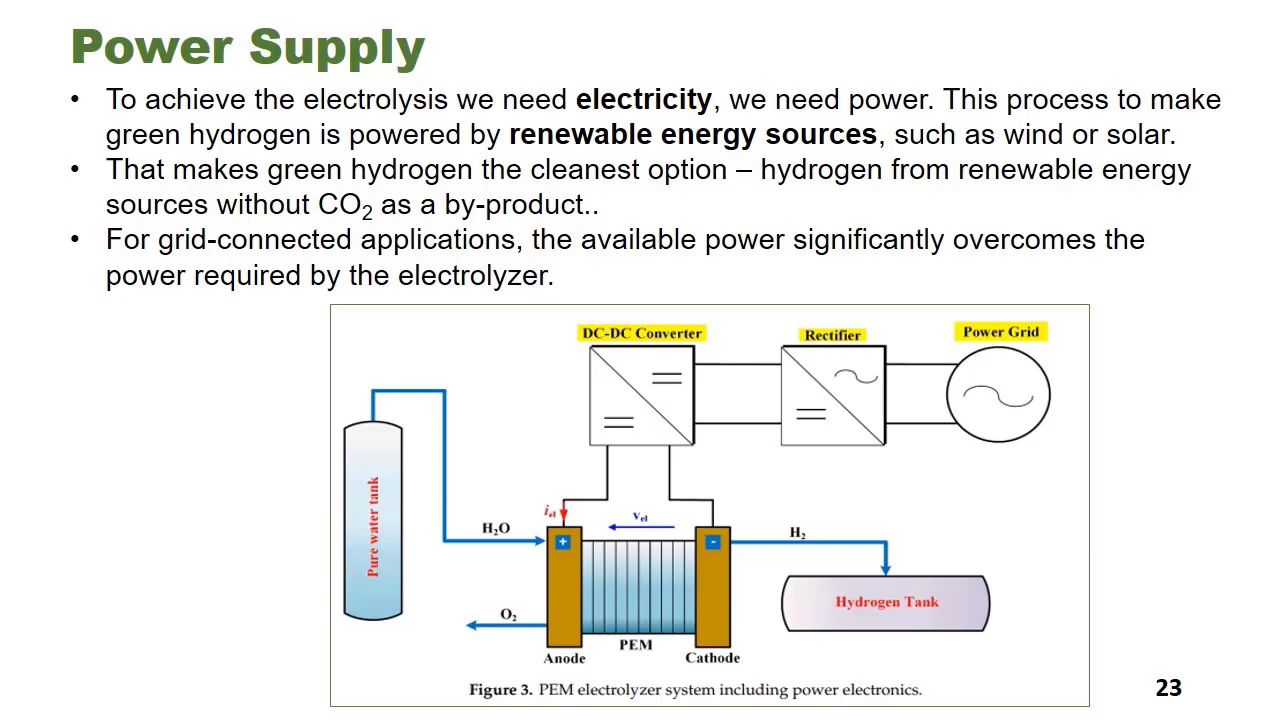 Power Supply
• To achieve the electrolysis we need electricity, we need power. This process to make
green hydrogen is powered by renewable energy sources, such as wind or solar.
• That makes green hydrogen the cleanest option – hydrogen from renewable energy
sources without CO₂ as a by-product..
• For grid-connected applications, the available power significantly overcomes the
power required by the electrolyzer.
DC-DC Converter
Rectifier
Power Grid
Pure water tank
iel
vel
H₂O
+
-
H₂
Hydrogen Tank
O₂
PEM
Anode
Cathode
Figure 3. PEM electrolyzer system including power electronics.
23